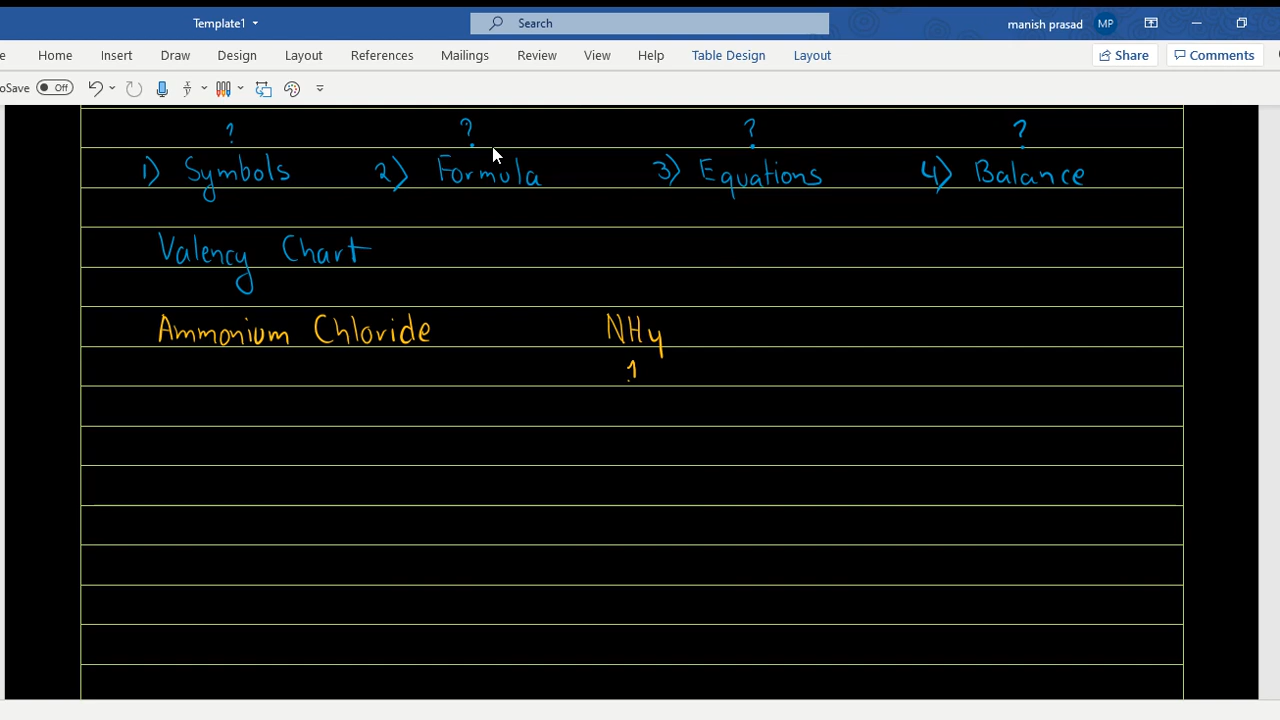 Template1
Search
manish prasad MP
Home Insert Draw Design Layout References Mailings Review View Help Table Design Layout Share Comments
oSave Off
? ? ? ?
1) Symbols 2) Formula 3) Equations 4) Balance
Valency Chart
Ammonium Chloride NH4
1